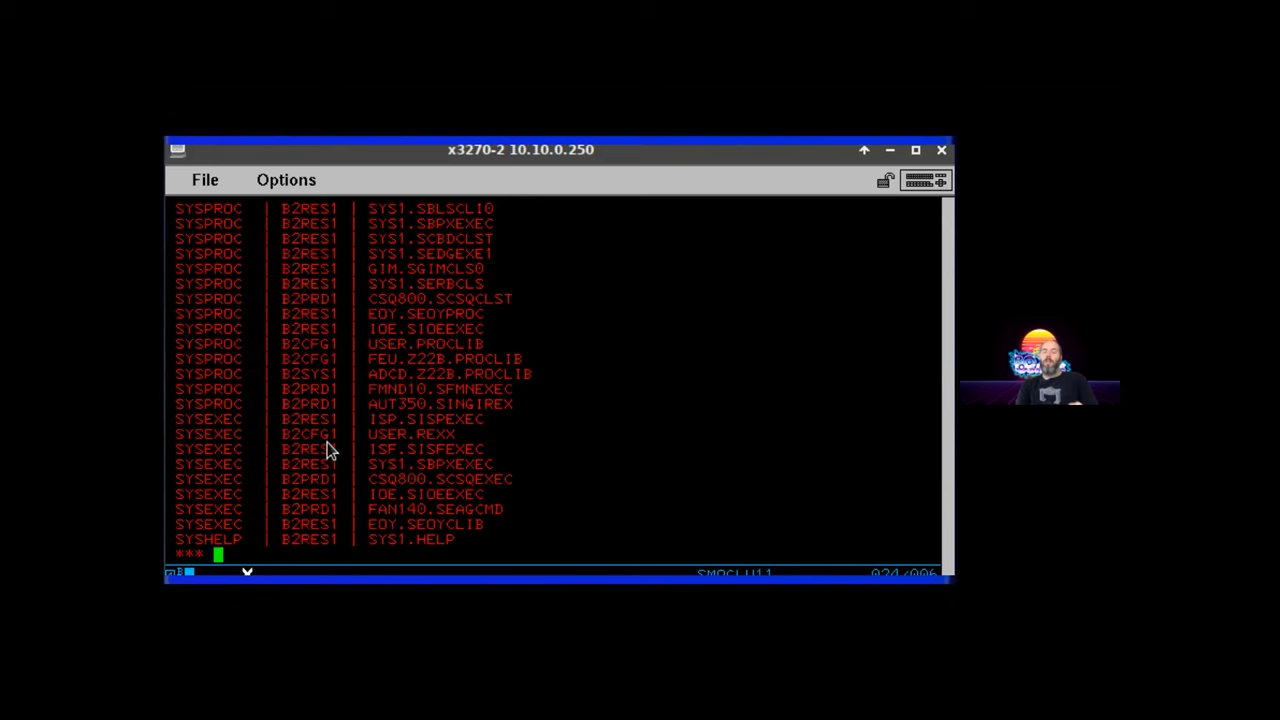 x3270-2 10.10.0.250
File Options
SYSPROC | B2RES1 | SYS1.SBLSCLI0
SYSPROC | B2RES1 | SYS1.SBPXEXEC
SYSPROC | B2RES1 | SYS1.SCBDCLST
SYSPROC | B2RES1 | SYS1.SEDGEXE1
SYSPROC | B2RES1 | GIM.SGIMCLS0
SYSPROC | B2RES1 | SYS1.SERBCLS
SYSPROC | B2PRD1 | CSQ800.SCSQCLST
SYSPROC | B2RES1 | EOY.SEOYPROC
SYSPROC | B2RES1 | IOE.SIOEEXEC
SYSPROC | B2CFG1 | USER.PROCLIB
SYSPROC | B2CFG1 | FEU.Z22B.PROCLIB
SYSPROC | B2SYS1 | ADCD.Z22B.PROCLIB
SYSPROC | B2PRD1 | FMND10.SFMNEXEC
SYSPROC | B2PRD1 | AUT350.SINGIREX
SYSEXEC | B2RES1 | ISP.SISPEXEC
SYSEXEC | B2CFG1 | USER.REXX
SYSEXEC | B2RES1 | ISF.SISFEXEC
SYSEXEC | B2RES1 | SYS1.SBPXEXEC
SYSEXEC | B2PRD1 | CSQ800.SCSQEXEC
SYSEXEC | B2RES1 | IOE.SIOEEXEC
SYSEXEC | B2PRD1 | FAN140.SEAGCMD
SYSEXEC | B2RES1 | EOY.SEOYCLIB
SYSHELP | B2RES1 | SYS1.HELP
***
024/006